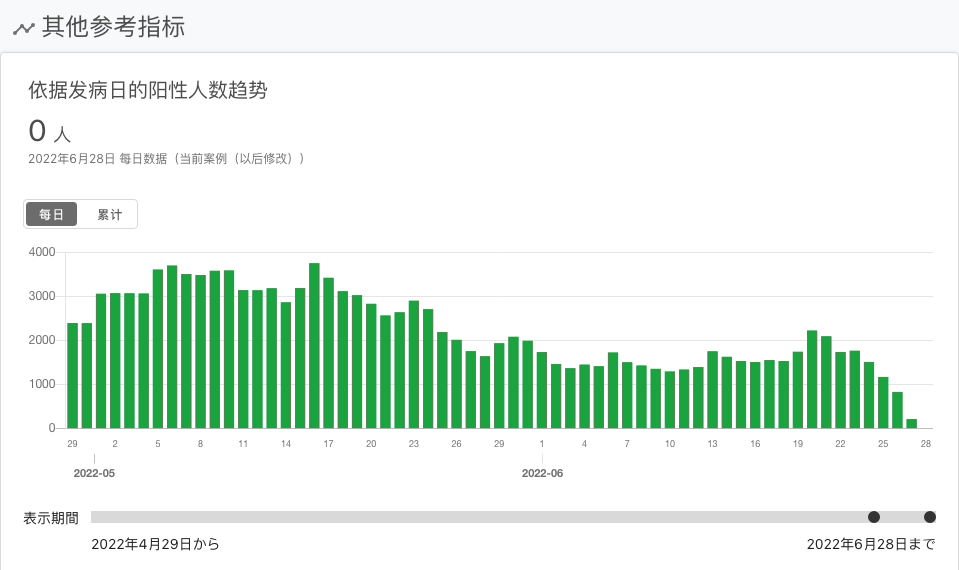 其他参考指标
依据发病日的阳性人数趋势
0 人
2022年6月28日 每日数据（当前案例（以后修改））
每日 累计
4000
3000
2000
1000
0
29 2 5 8 11 14 17 20 23 26 29 1 4 7 10 13 16 19 22 25 28
2022-05 2022-06
表示期間
2022年4月29日から 2022年6月28日まで